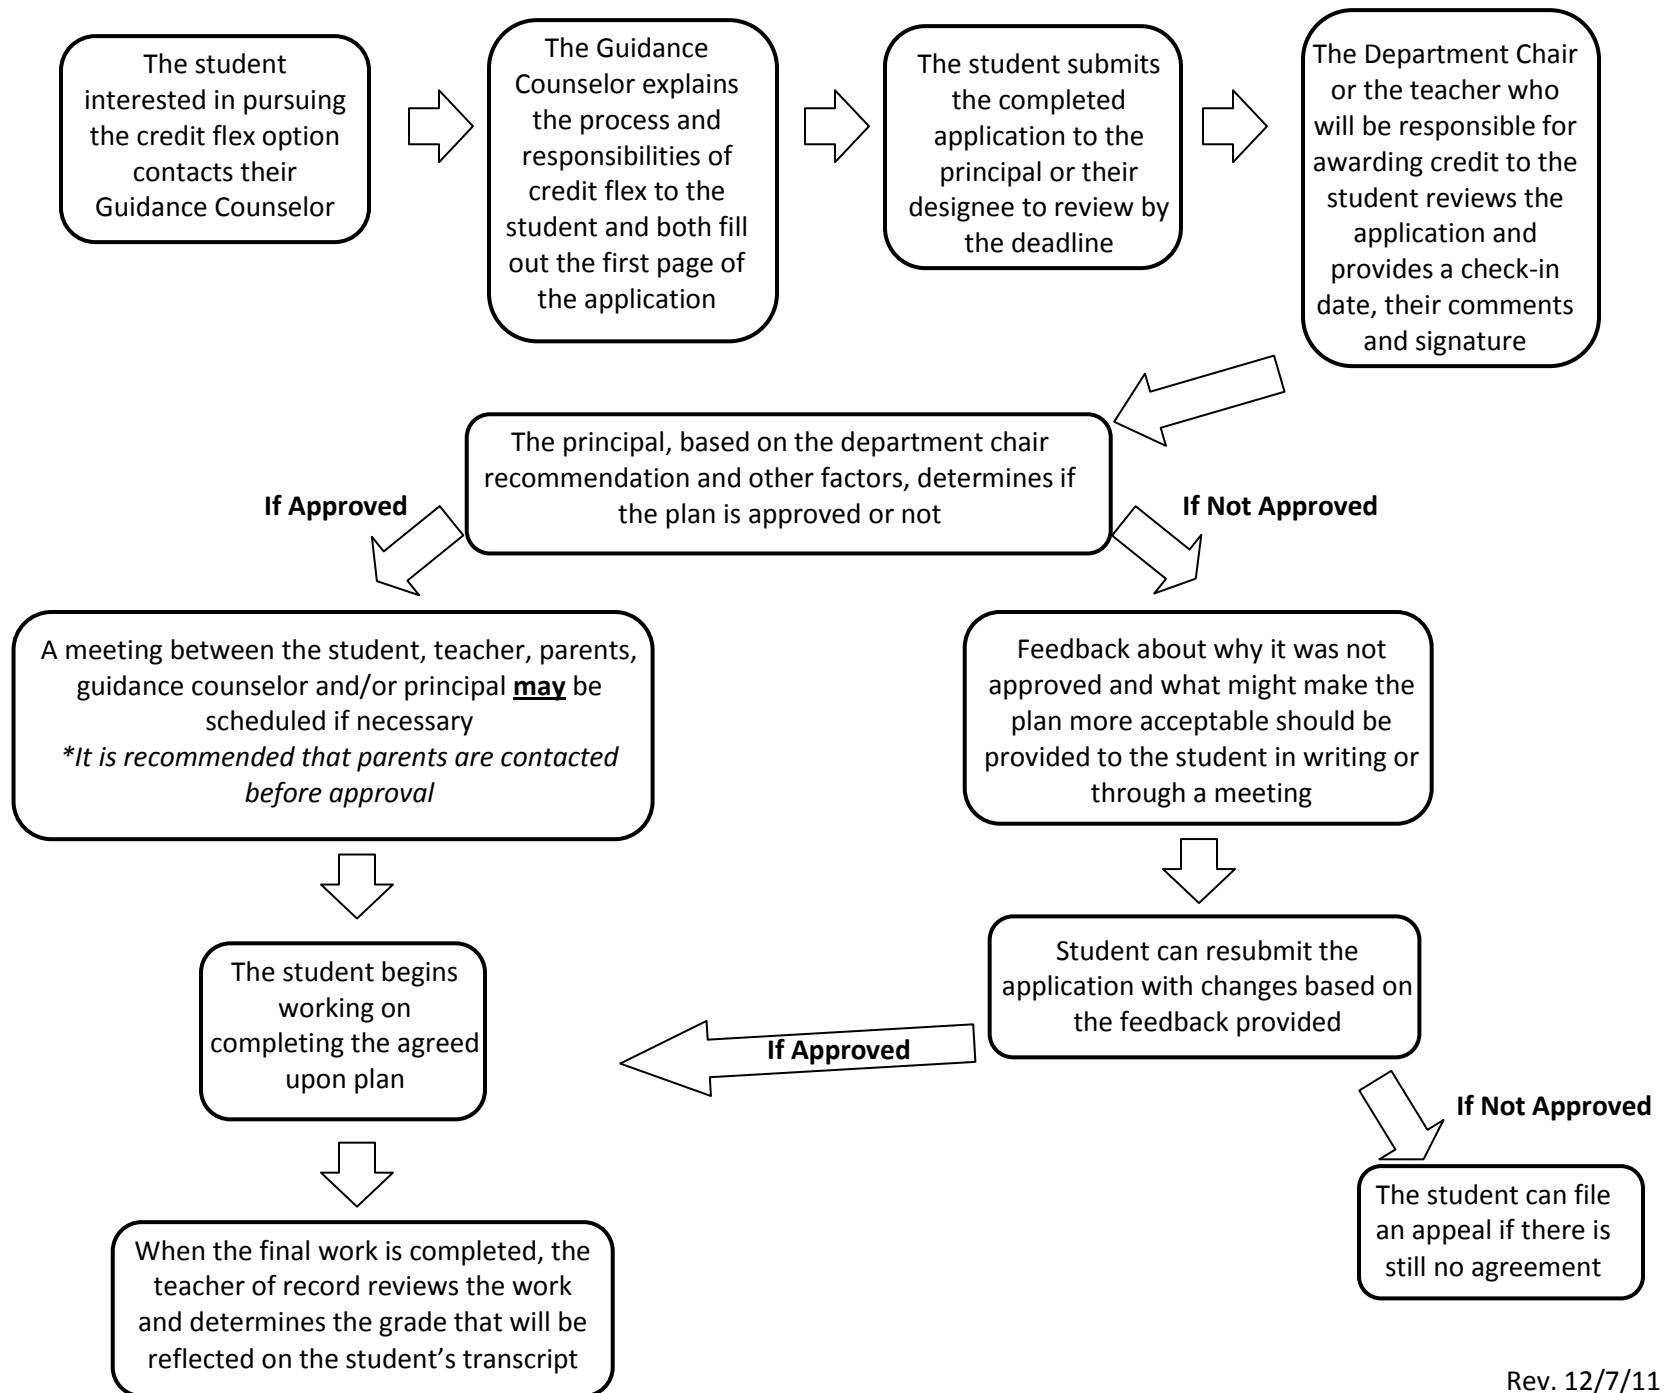 The student
interested in pursuing
the credit flex option
contacts their
Guidance Counselor
The Guidance
Counselor explains
the process and
responsibilities of
credit flex to the
student and both fill
out the first page of
the application
The student submits
the completed
application to the
principal or their
designee to review by
the deadline
The Department Chair
or the teacher who
will be responsible for
awarding credit to the
student reviews the
application and
provides a check-in
date, their comments
and signature
The principal, based on the department chair
recommendation and other factors, determines if
the plan is approved or not
If Approved
If Not Approved
A meeting between the student, teacher, parents,
guidance counselor and/or principal may be
scheduled if necessary
*It is recommended that parents are contacted
before approval
Feedback about why it was not
approved and what might make the
plan more acceptable should be
provided to the student in writing or
through a meeting
The student begins
working on
completing the agreed
upon plan
Student can resubmit the
application with changes based on
the feedback provided
If Approved
If Not Approved
The student can file
an appeal if there is
still no agreement
When the final work is completed, the
teacher of record reviews the work
and determines the grade that will be
reflected on the student’s transcript
Rev. 12/7/11